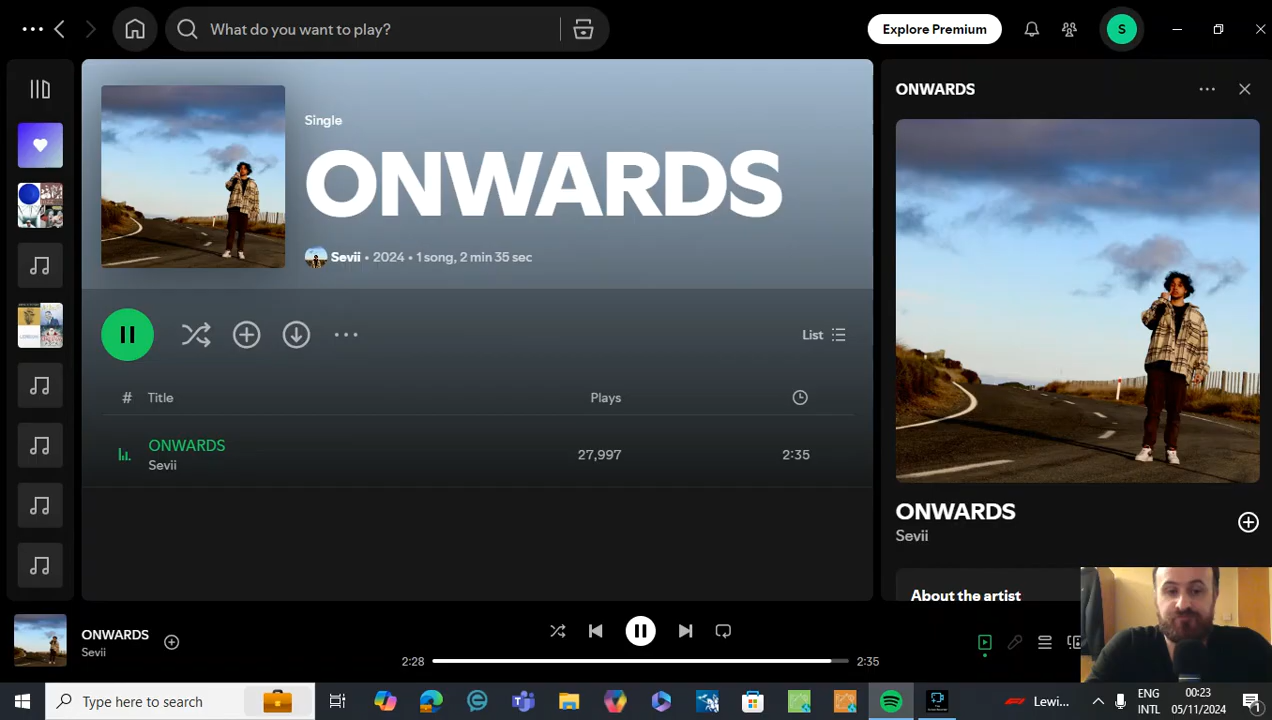 What do you want to play?
Explore Premium
S
Single
ONWARDS
Sevii • 2024 • 1 song, 2 min 35 sec
List
# Title Plays
ONWARDS
Sevii
27,997
2:35
ONWARDS
ONWARDS
Sevii
About the artist
ONWARDS
Sevii
2:28
2:35
Type here to search
Lewi...
ENG
INTL
00:23
05/11/2024
1